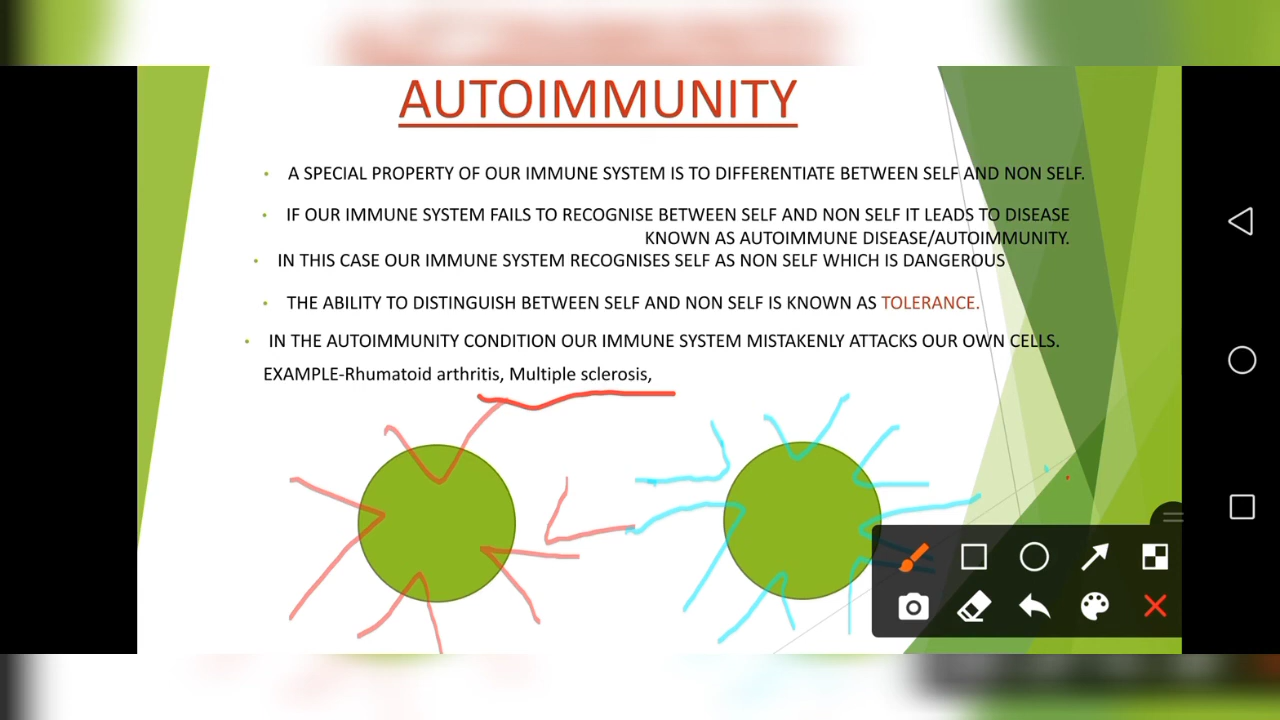 AUTOIMMUNITY
• A SPECIAL PROPERTY OF OUR IMMUNE SYSTEM IS TO DIFFERENTIATE BETWEEN SELF AND NON SELF.
• IF OUR IMMUNE SYSTEM FAILS TO RECOGNISE BETWEEN SELF AND NON SELF IT LEADS TO DISEASE
KNOWN AS AUTOIMMUNE DISEASE/AUTOIMMUNITY.
• IN THIS CASE OUR IMMUNE SYSTEM RECOGNISES SELF AS NON SELF WHICH IS DANGEROUS
• THE ABILITY TO DISTINGUISH BETWEEN SELF AND NON SELF IS KNOWN AS TOLERANCE.
• IN THE AUTOIMMUNITY CONDITION OUR IMMUNE SYSTEM MISTAKENLY ATTACKS OUR OWN CELLS.
EXAMPLE-Rhumatoid arthritis, Multiple sclerosis,